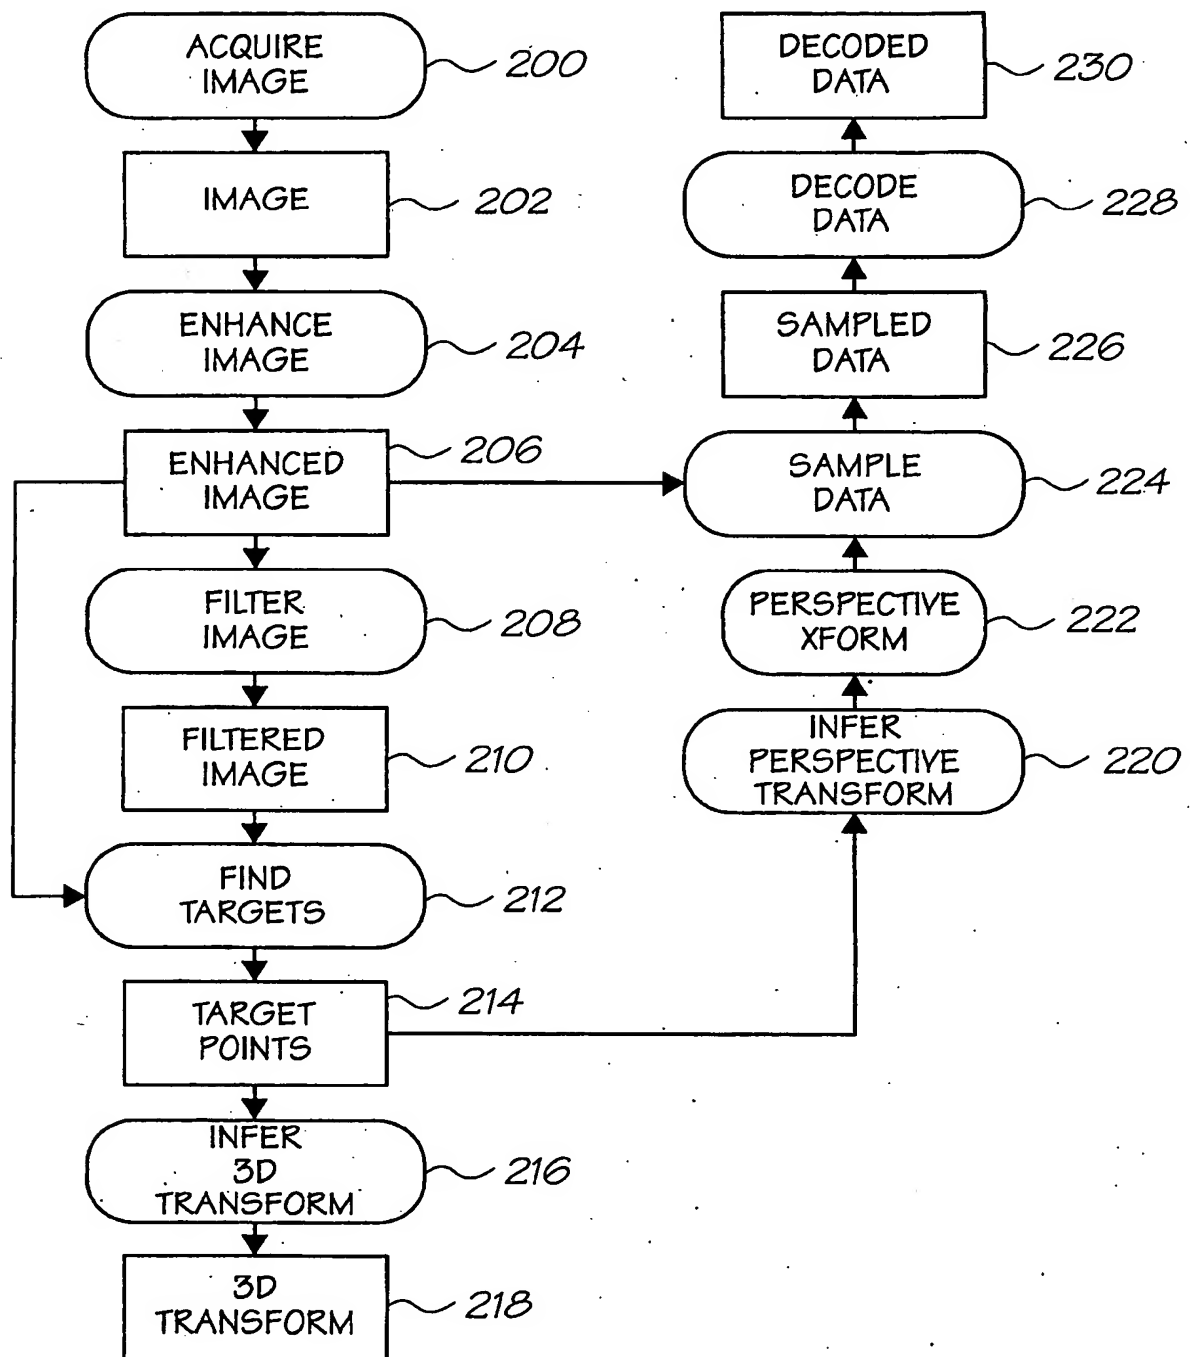 ACQUIRE
IMAGE
200
IMAGE
202
ENHANCE
IMAGE
204
ENHANCED
IMAGE
206
FILTER
IMAGE
208
FILTERED
IMAGE
210
FIND
TARGETS
212
TARGET
POINTS
214
INFER
3D
TRANSFORM
216
3D
TRANSFORM
218
DECODED
DATA
230
DECODE
DATA
228
SAMPLED
DATA
226
SAMPLE
DATA
224
PERSPECTIVE
XFORM
222
INFER
PERSPECTIVE
TRANSFORM
220